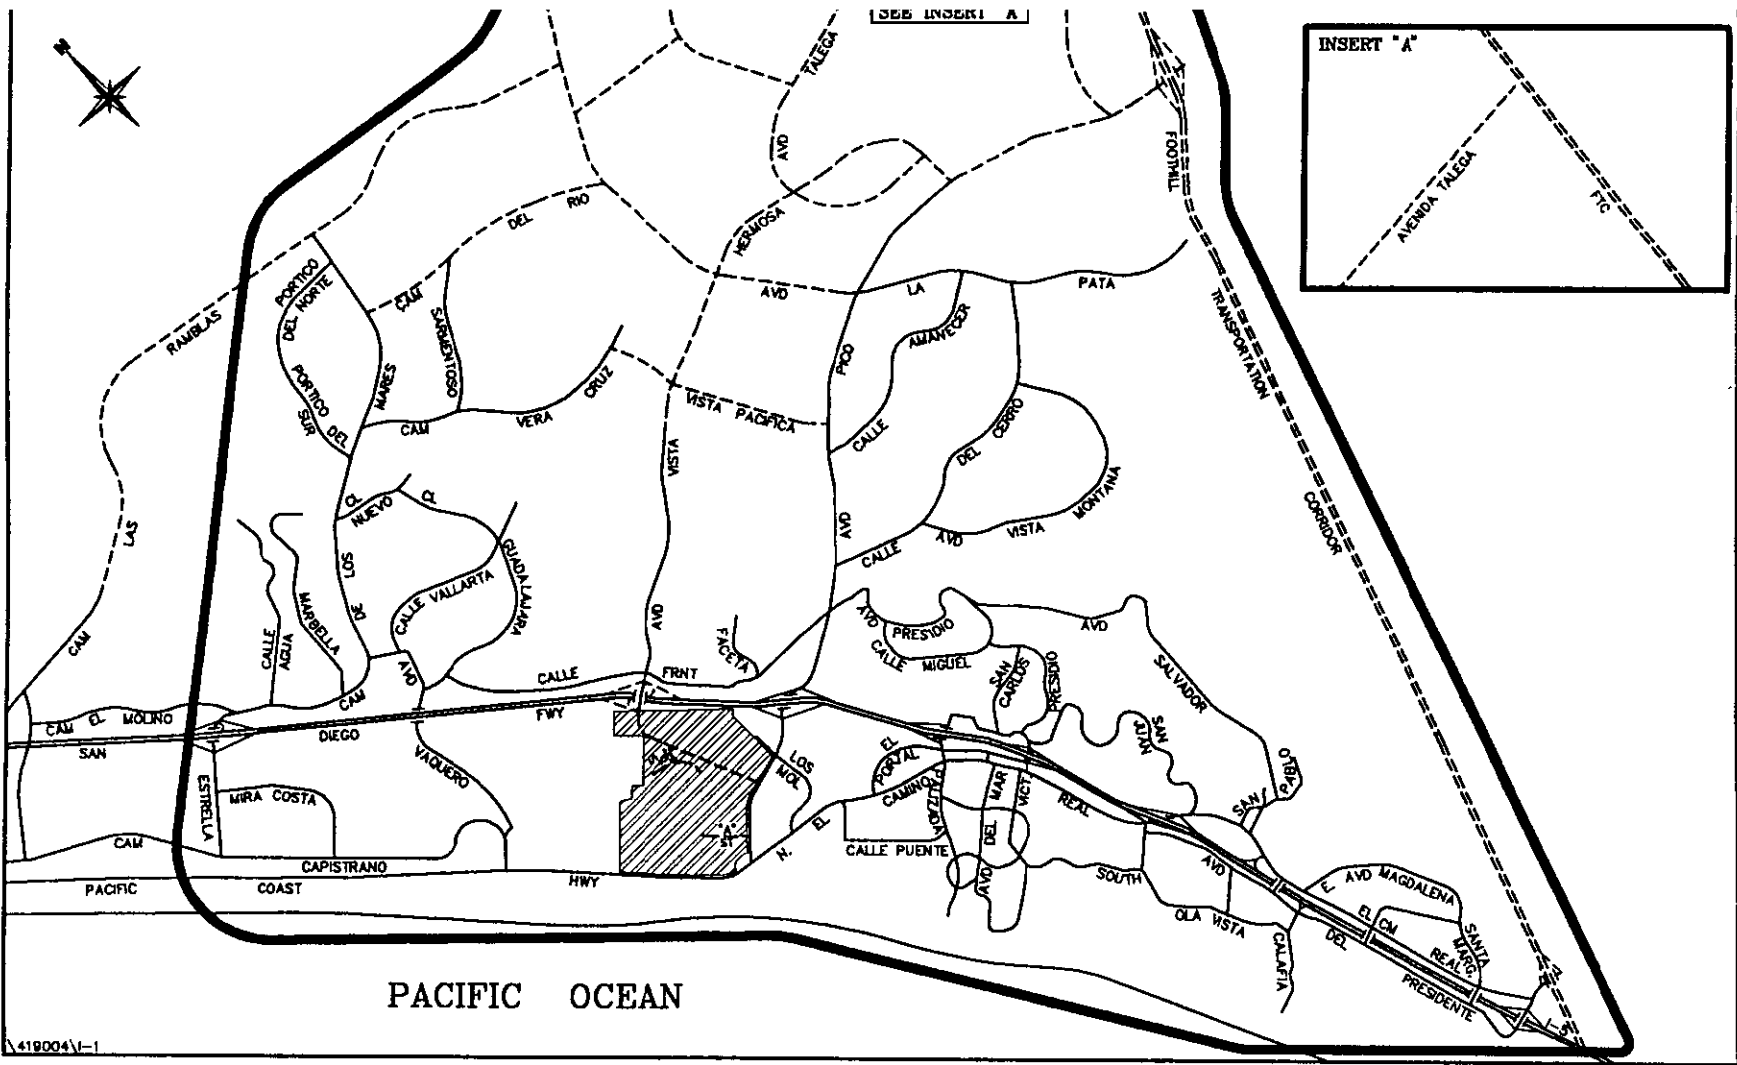 SEE INSERT "A"
INSERT "A"
AVENIDA TALEGA
FTC
N
AVD TALEGA
FOOTHILL
TRANSPORTATION
CORRIDOR
CAM DEL RIO
AVD VISTA HERMOSA
CAM LAS RAMBLAS
PORTICO
DEL NORTE
PORTICO DEL
SUR
SARMENTOSO
CAM DE LOS MARES
CAM VERA CRUZ
AVD LA PATA
AMANECER
CALLE
AVD PICO
VISTA PACIFICA
CALLE DEL CERRO
AVD VISTA MONTANA
CL
NUEVO
CL
GUADALAJARA
CALLE VALLARTA
MARBELLA
CALLE
AGUA
AVD
VAQUERO
FACETA
CALLE FRNT
AVD
PRESIDIO
CALLE MIGUEL
SAN
CARLOS
PRESIDIO
AVD SALVADOR
SAN
JUAN
SAN PABLO
CAM EL MOLINO
SAN DIEGO FWY
ESTRELLA
MIRA COSTA
CAM CAPISTRANO
PACIFIC COAST HWY
"A"
15
LOS
MOL
EL
PORTAL
N. EL CAMINO REAL
CALLE PUENTE
AVD DEL MAR
VICT
SOUTH
OLA VISTA
CALAFIA
AVD DEL PRESIDENTE
E. AVD MAGDALENA
EL CM REAL
SANTA
MARG.
I-5
PACIFIC OCEAN
\419004\I-1